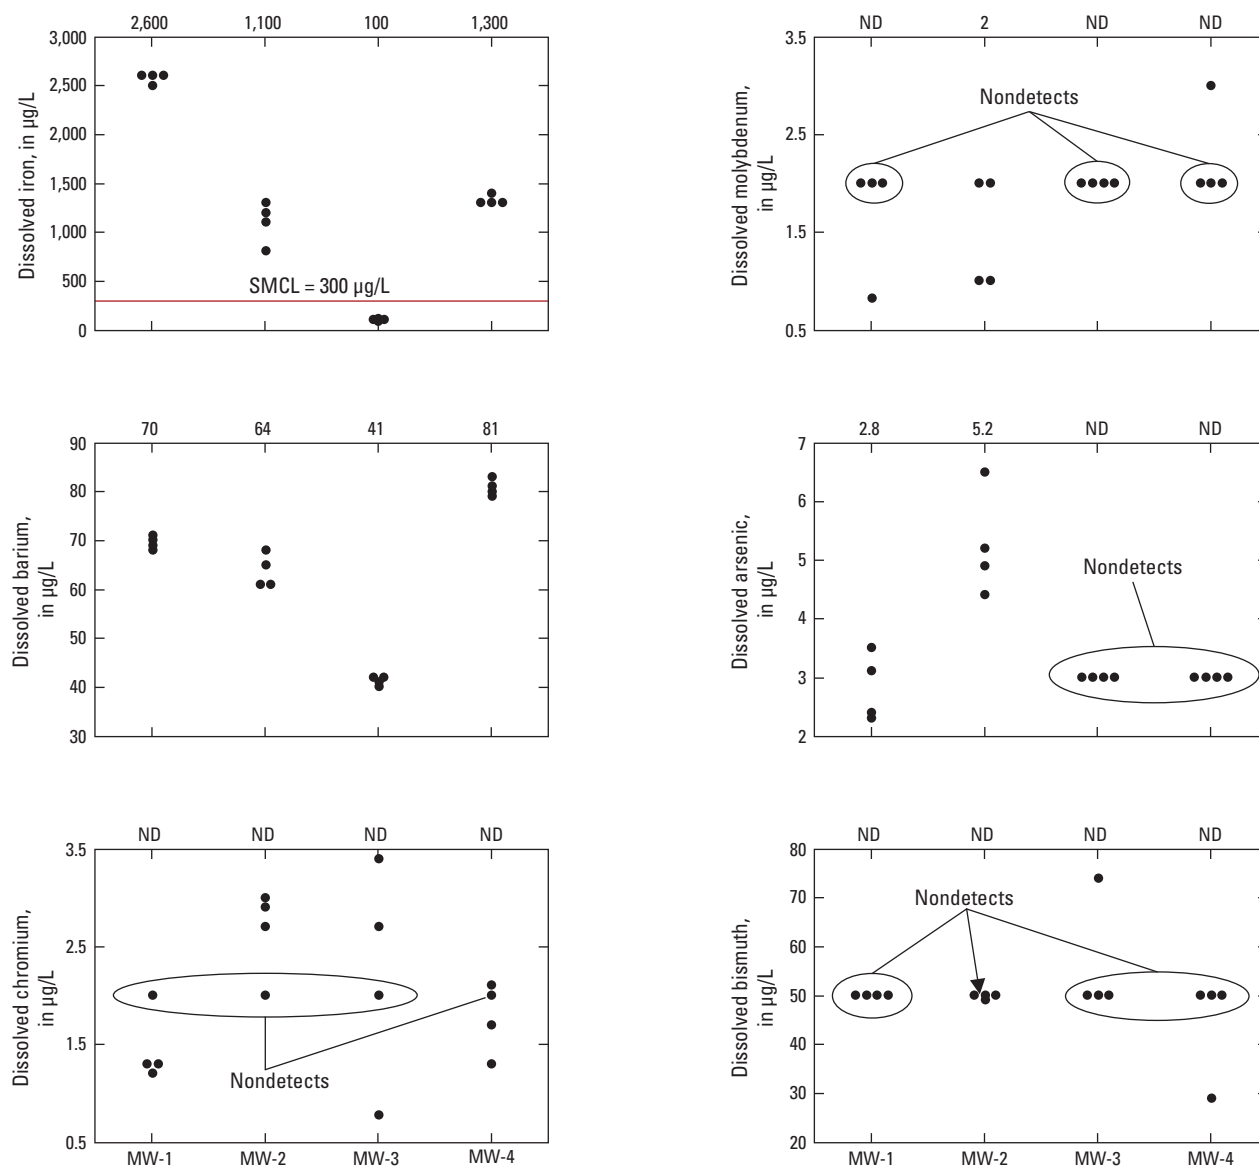 2,600 1,100 100 1,300
3,000
2,500
2,000
1,500
1,000
500
0
Dissolved iron, in µg/L
SMCL = 300 µg/L
ND 2 ND ND
3.5
2.5
1.5
0.5
Dissolved molybdenum,
in µg/L
Nondetects
70 64 41 81
90
80
70
60
50
40
30
Dissolved barium,
in µg/L
2.8 5.2 ND ND
7
6
5
4
3
2
Dissolved arsenic,
in µg/L
Nondetects
ND ND ND ND
3.5
2.5
1.5
0.5
Dissolved chromium,
in µg/L
Nondetects
MW-1 MW-2 MW-3 MW-4
ND ND ND ND
80
70
60
50
40
30
20
Dissolved bismuth,
in µg/L
Nondetects
MW-1 MW-2 MW-3 MW-4